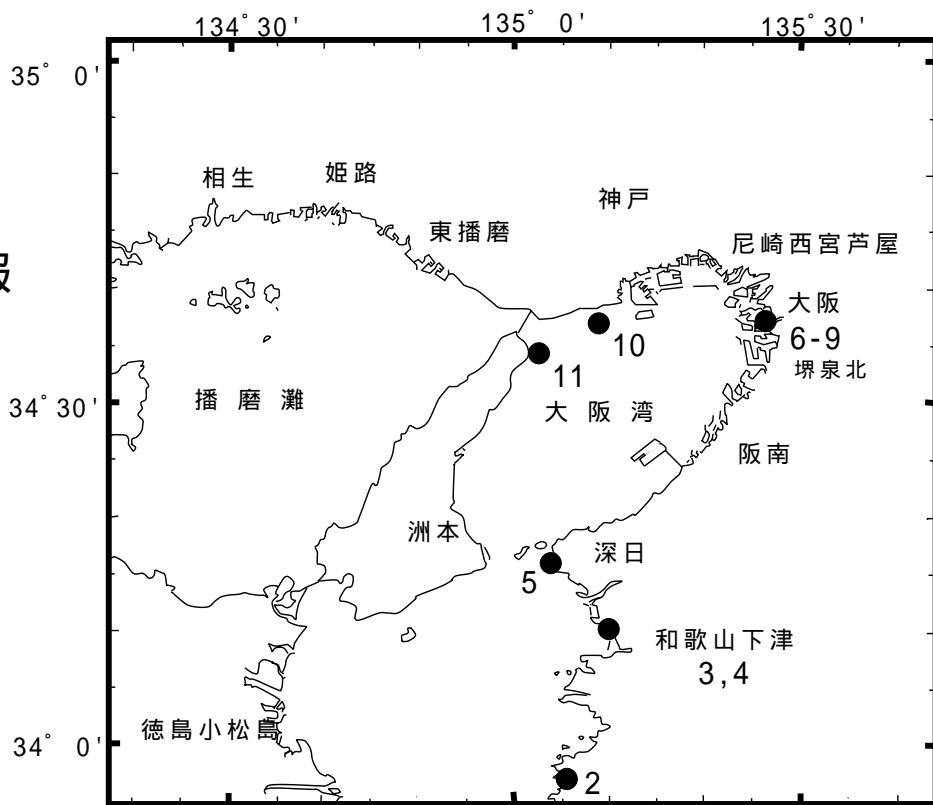 134° 30'
135° 0'
135° 30'
35° 0'
相生
姫路
神戸
東播磨
尼崎西宮芦屋
報
大阪
6-9
10
堺泉北
11
播磨灘
大阪湾
34° 30'
阪南
洲本
深日
5
和歌山下津
3,4
徳島小松島
34° 0'
2